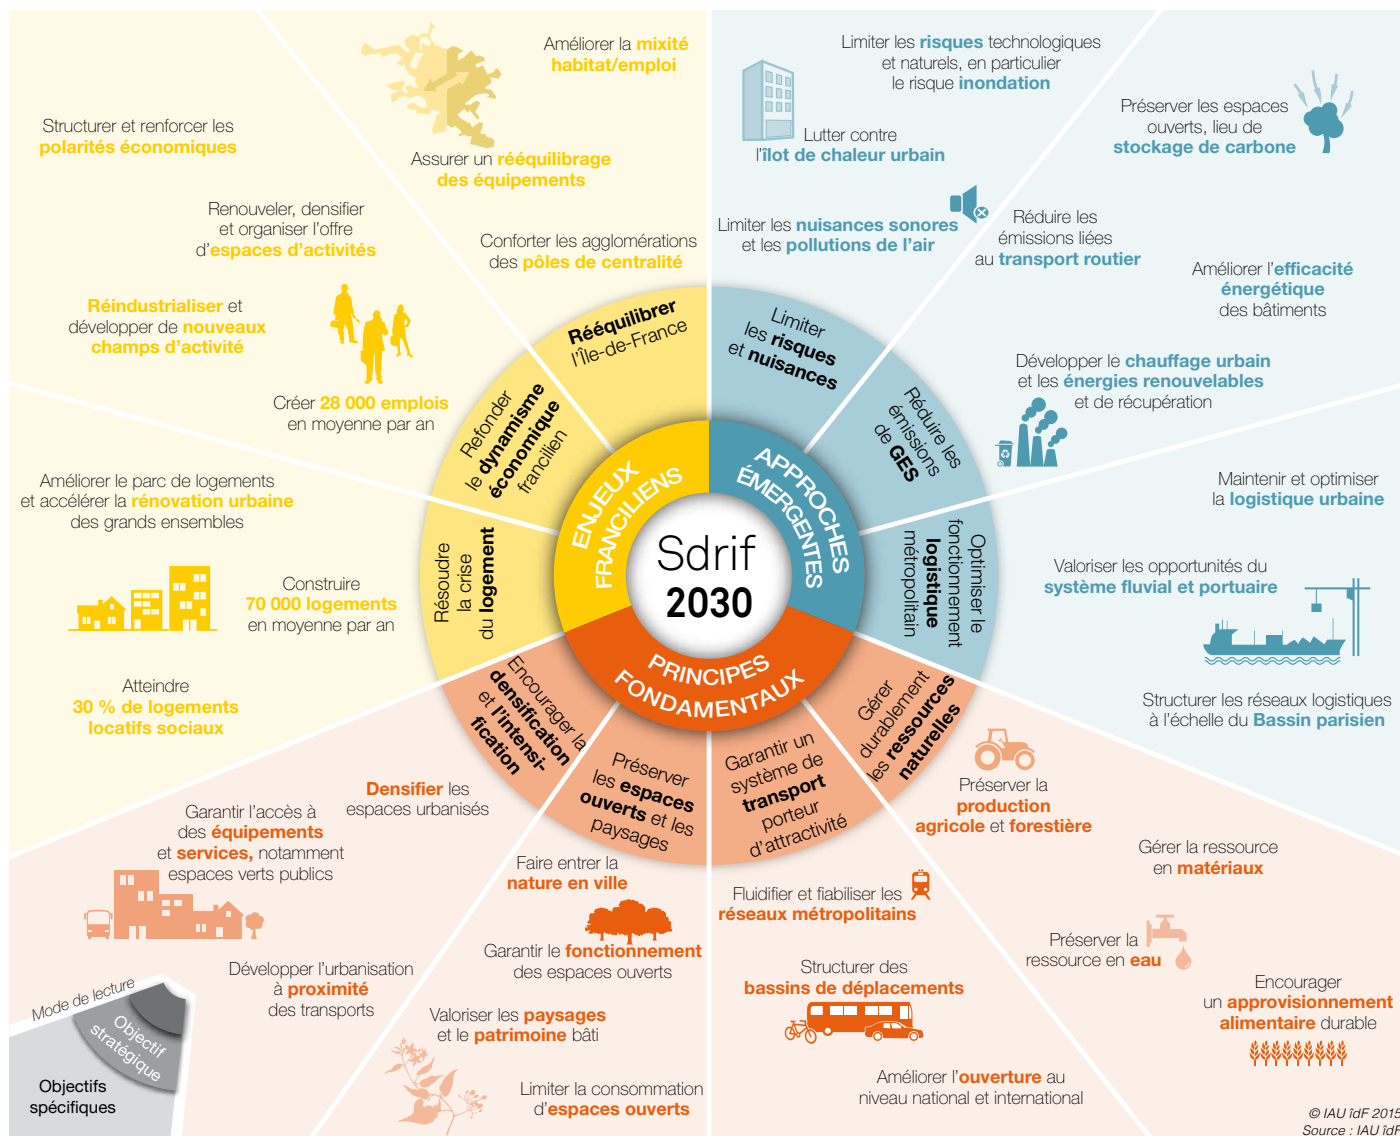 Sdrif
2030
ENJEUX
FRANCILIENS
Rééquilibrer
l’Île-de-France
Améliorer la mixité
habitat/emploi
Assurer un rééquilibrage
des équipements
Conforter les agglomérations
des pôles de centralité
Refonder
le dynamisme
économique
francilien
Structurer et renforcer les
polarités économiques
Renouveler, densifier
et organiser l’offre
d’espaces d’activités
Réindustrialiser et
développer de nouveaux
champs d’activité
Créer 28 000 emplois
en moyenne par an
Résoudre
la crise
du logement
Améliorer le parc de logements
et accélérer la rénovation urbaine
des grands ensembles
Construire
70 000 logements
en moyenne par an
Atteindre
30 % de logements
locatifs sociaux
APPROCHES
ÉMERGENTES
Limiter
les risques
et nuisances
Limiter les risques technologiques
et naturels, en particulier
le risque inondation
Lutter contre
l’îlot de chaleur urbain
Limiter les nuisances sonores
et les pollutions de l’air
Réduire les
émissions
de GES
Préserver les espaces
ouverts, lieu de
stockage de carbone
Réduire les
émissions liées
au transport routier
Améliorer l’efficacité
énergétique
des bâtiments
Développer le chauffage urbain
et les énergies renouvelables
et de récupération
Optimiser le
fonctionnement
logistique
métropolitain
Maintenir et optimiser
la logistique urbaine
Valoriser les opportunités du
système fluvial et portuaire
Structurer les réseaux logistiques
à l’échelle du Bassin parisien
PRINCIPES
FONDAMENTAUX
Encourager la
densification
et l’intensi-
fication
Densifier les
espaces urbanisés
Garantir l’accès à
des équipements
et services, notamment
espaces verts publics
Développer l’urbanisation
à proximité
des transports
Préserver
les espaces
ouverts et les
paysages
Faire entrer la
nature en ville
Garantir le fonctionnement
des espaces ouverts
Valoriser les paysages
et le patrimoine bâti
Limiter la consommation
d’espaces ouverts
Garantir un
système de
transport
porteur
d’attractivité
Fluidifier et fiabiliser les
réseaux métropolitains
Structurer des
bassins de déplacements
Améliorer l’ouverture au
niveau national et international
Gérer
durablement
les ressources
naturelles
Préserver la
production
agricole et forestière
Gérer la ressource
en matériaux
Préserver la
ressource en eau
Encourager
un approvisionnement
alimentaire durable
Mode de lecture
Objectif
stratégique
Objectifs
spécifiques
© IAU îdF 2015
Source : IAU îdF